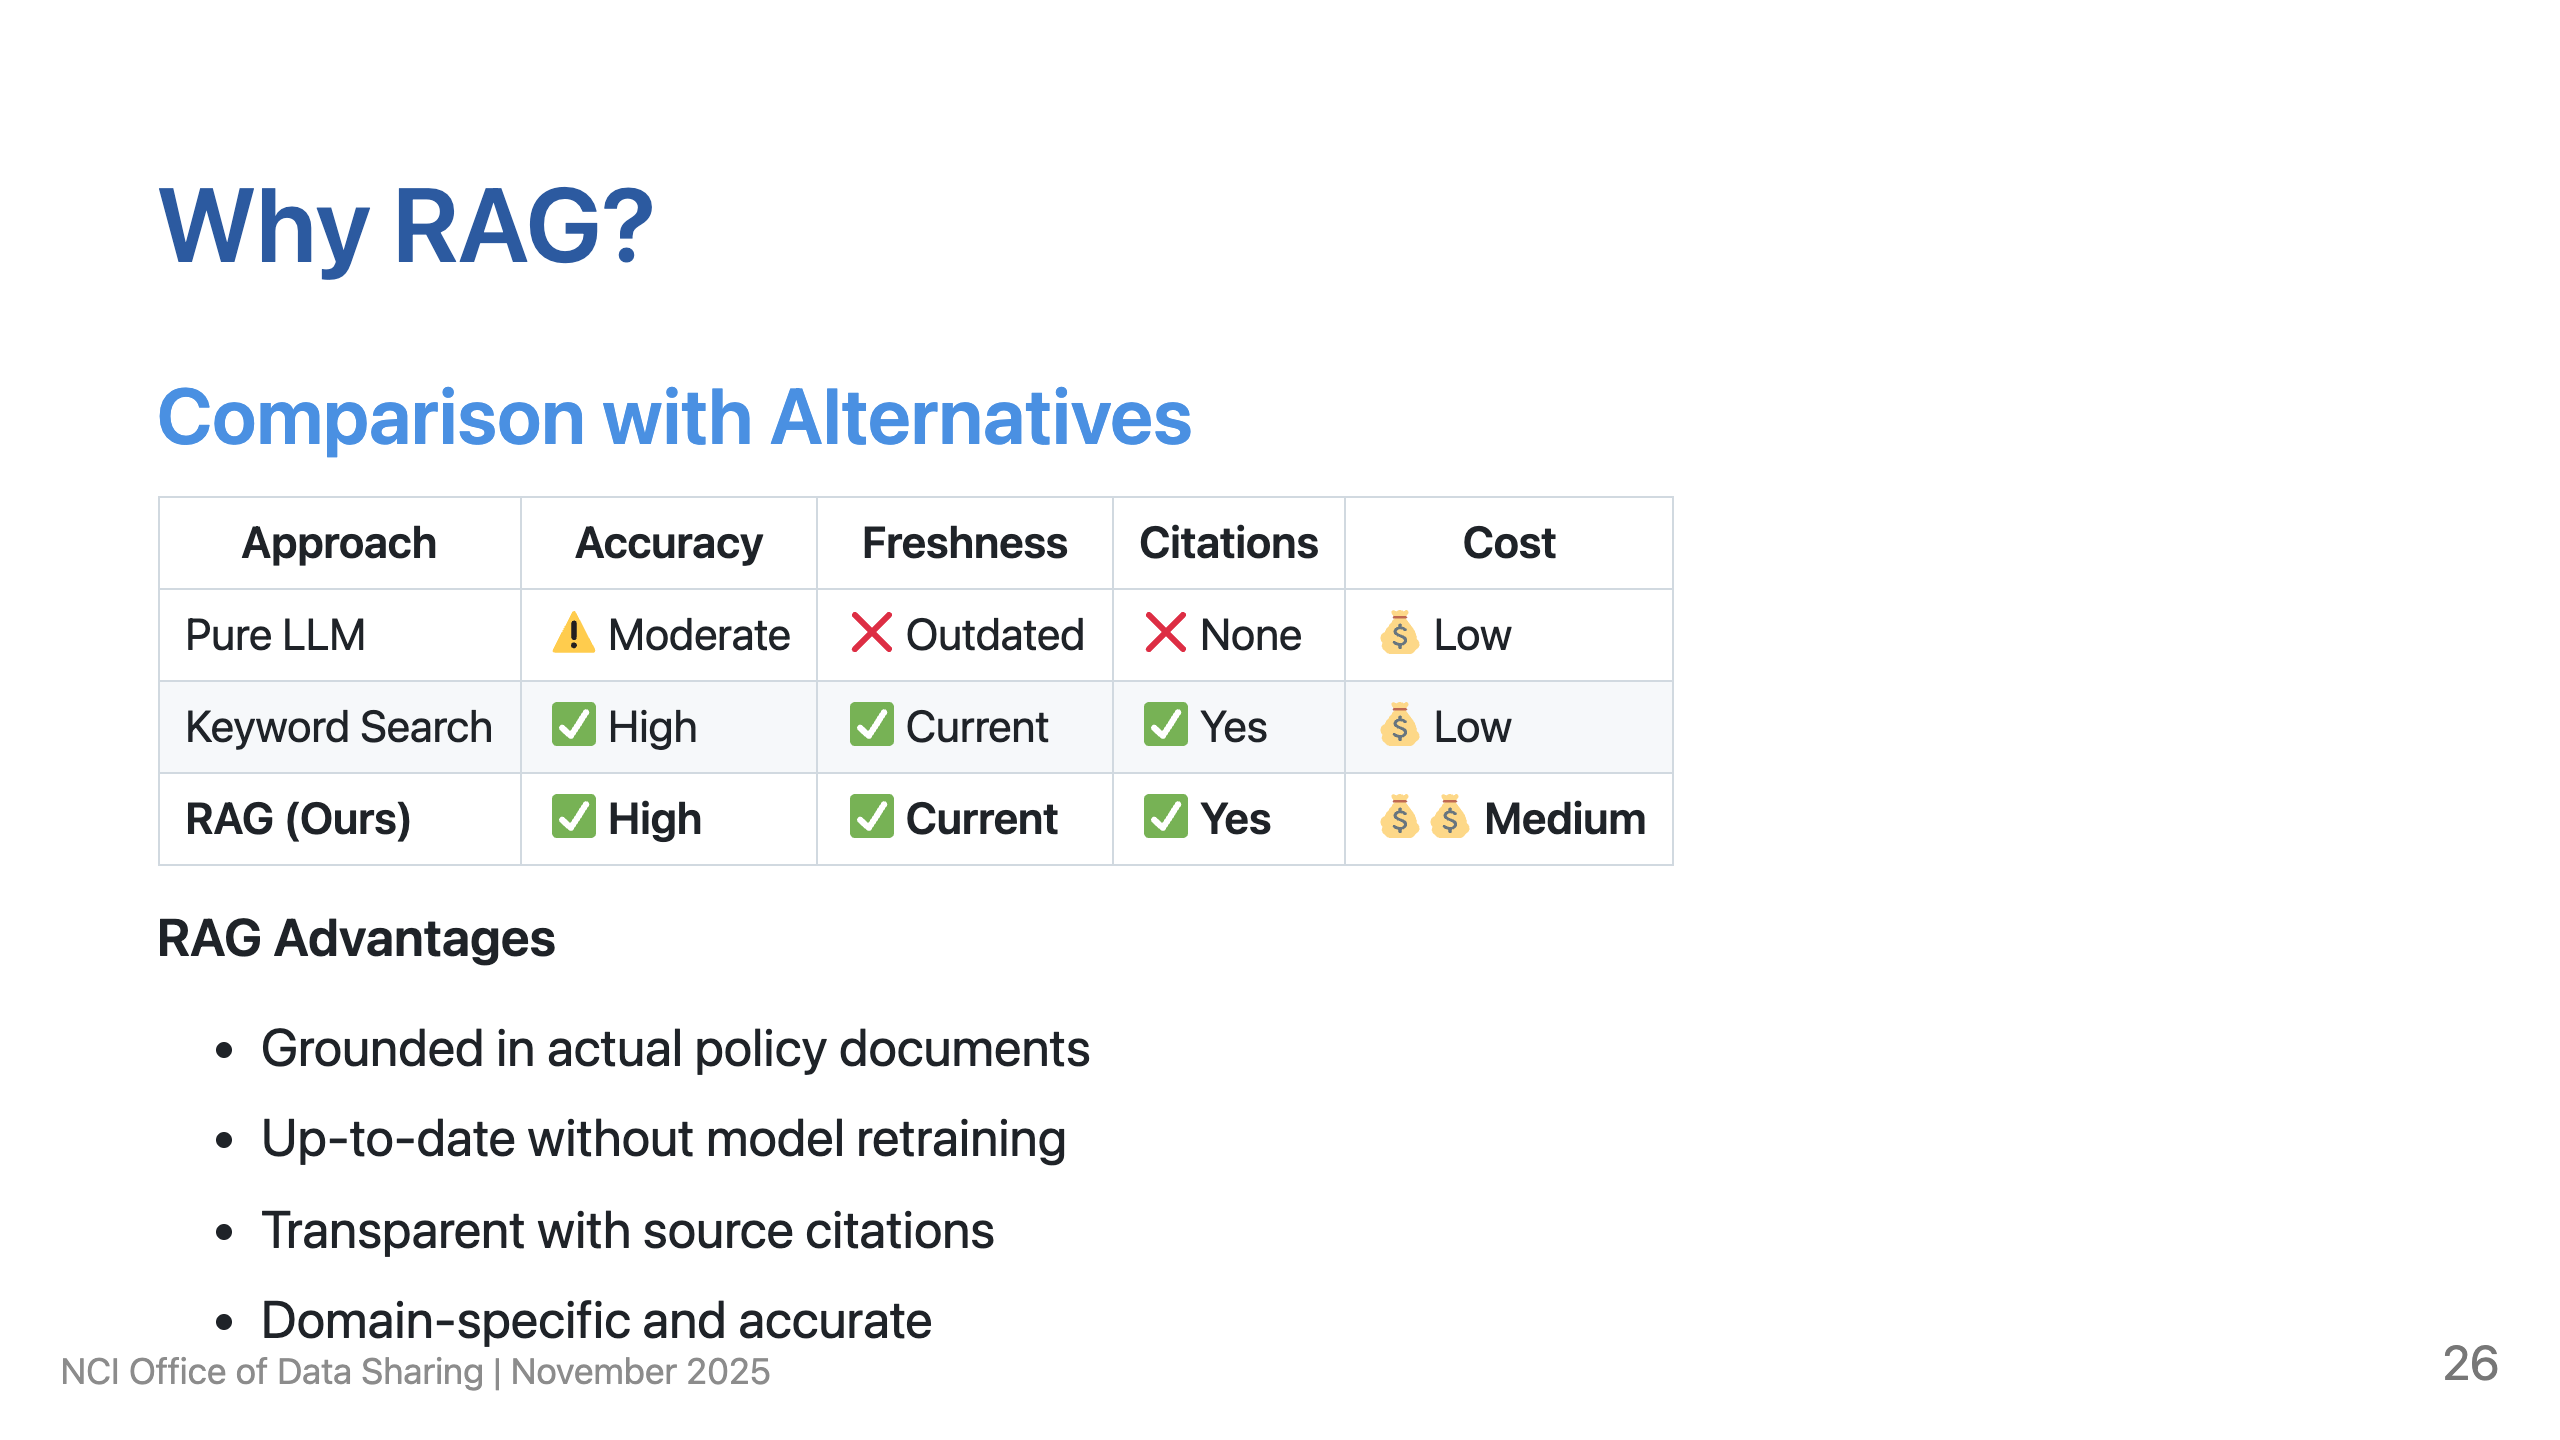 Why RAG?
Comparison with Alternatives
Approach Accuracy Freshness Citations Cost
Pure LLM ⚠️ Moderate ❌ Outdated ❌ None 💰 Low
Keyword Search ✅ High ✅ Current ✅ Yes 💰 Low
RAG (Ours) ✅ High ✅ Current ✅ Yes 💰💰 Medium
RAG Advantages
• Grounded in actual policy documents
• Up-to-date without model retraining
• Transparent with source citations
• Domain-specific and accurate
NCI Office of Data Sharing | November 2025
26